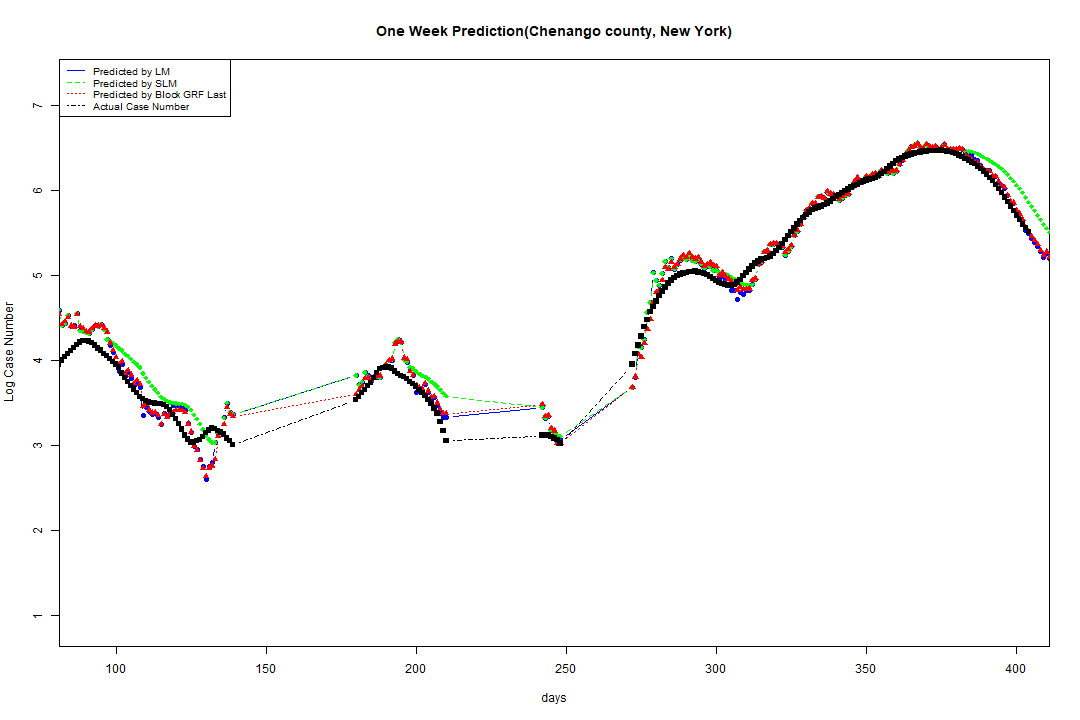 One Week Prediction(Chenango county, New York)
Predicted by LM
Predicted by SLM
Predicted by Block GRF Last
Actual Case Number
Log Case Number
7
6
5
4
3
2
1
100 150 200 250 300 350 400
days